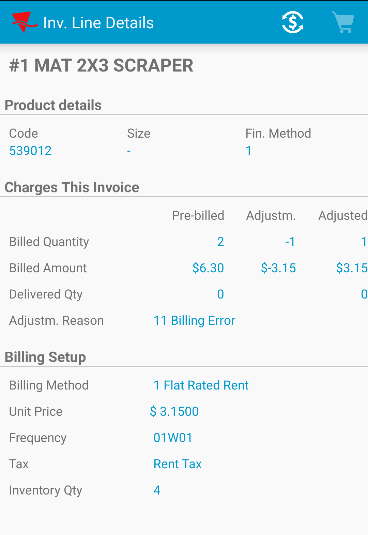 Inv. Line Details
#1 MAT 2X3 SCRAPER
Product details
Code Size Fin. Method
539012 - 1
Charges This Invoice
Pre-billed Adjustm. Adjusted
Billed Quantity 2 -1 1
Billed Amount $6.30 $-3.15 $3.15
Delivered Qty 0 0
Adjustm. Reason 11 Billing Error
Billing Setup
Billing Method 1 Flat Rated Rent
Unit Price $ 3.1500
Frequency 01W01
Tax Rent Tax
Inventory Qty 4